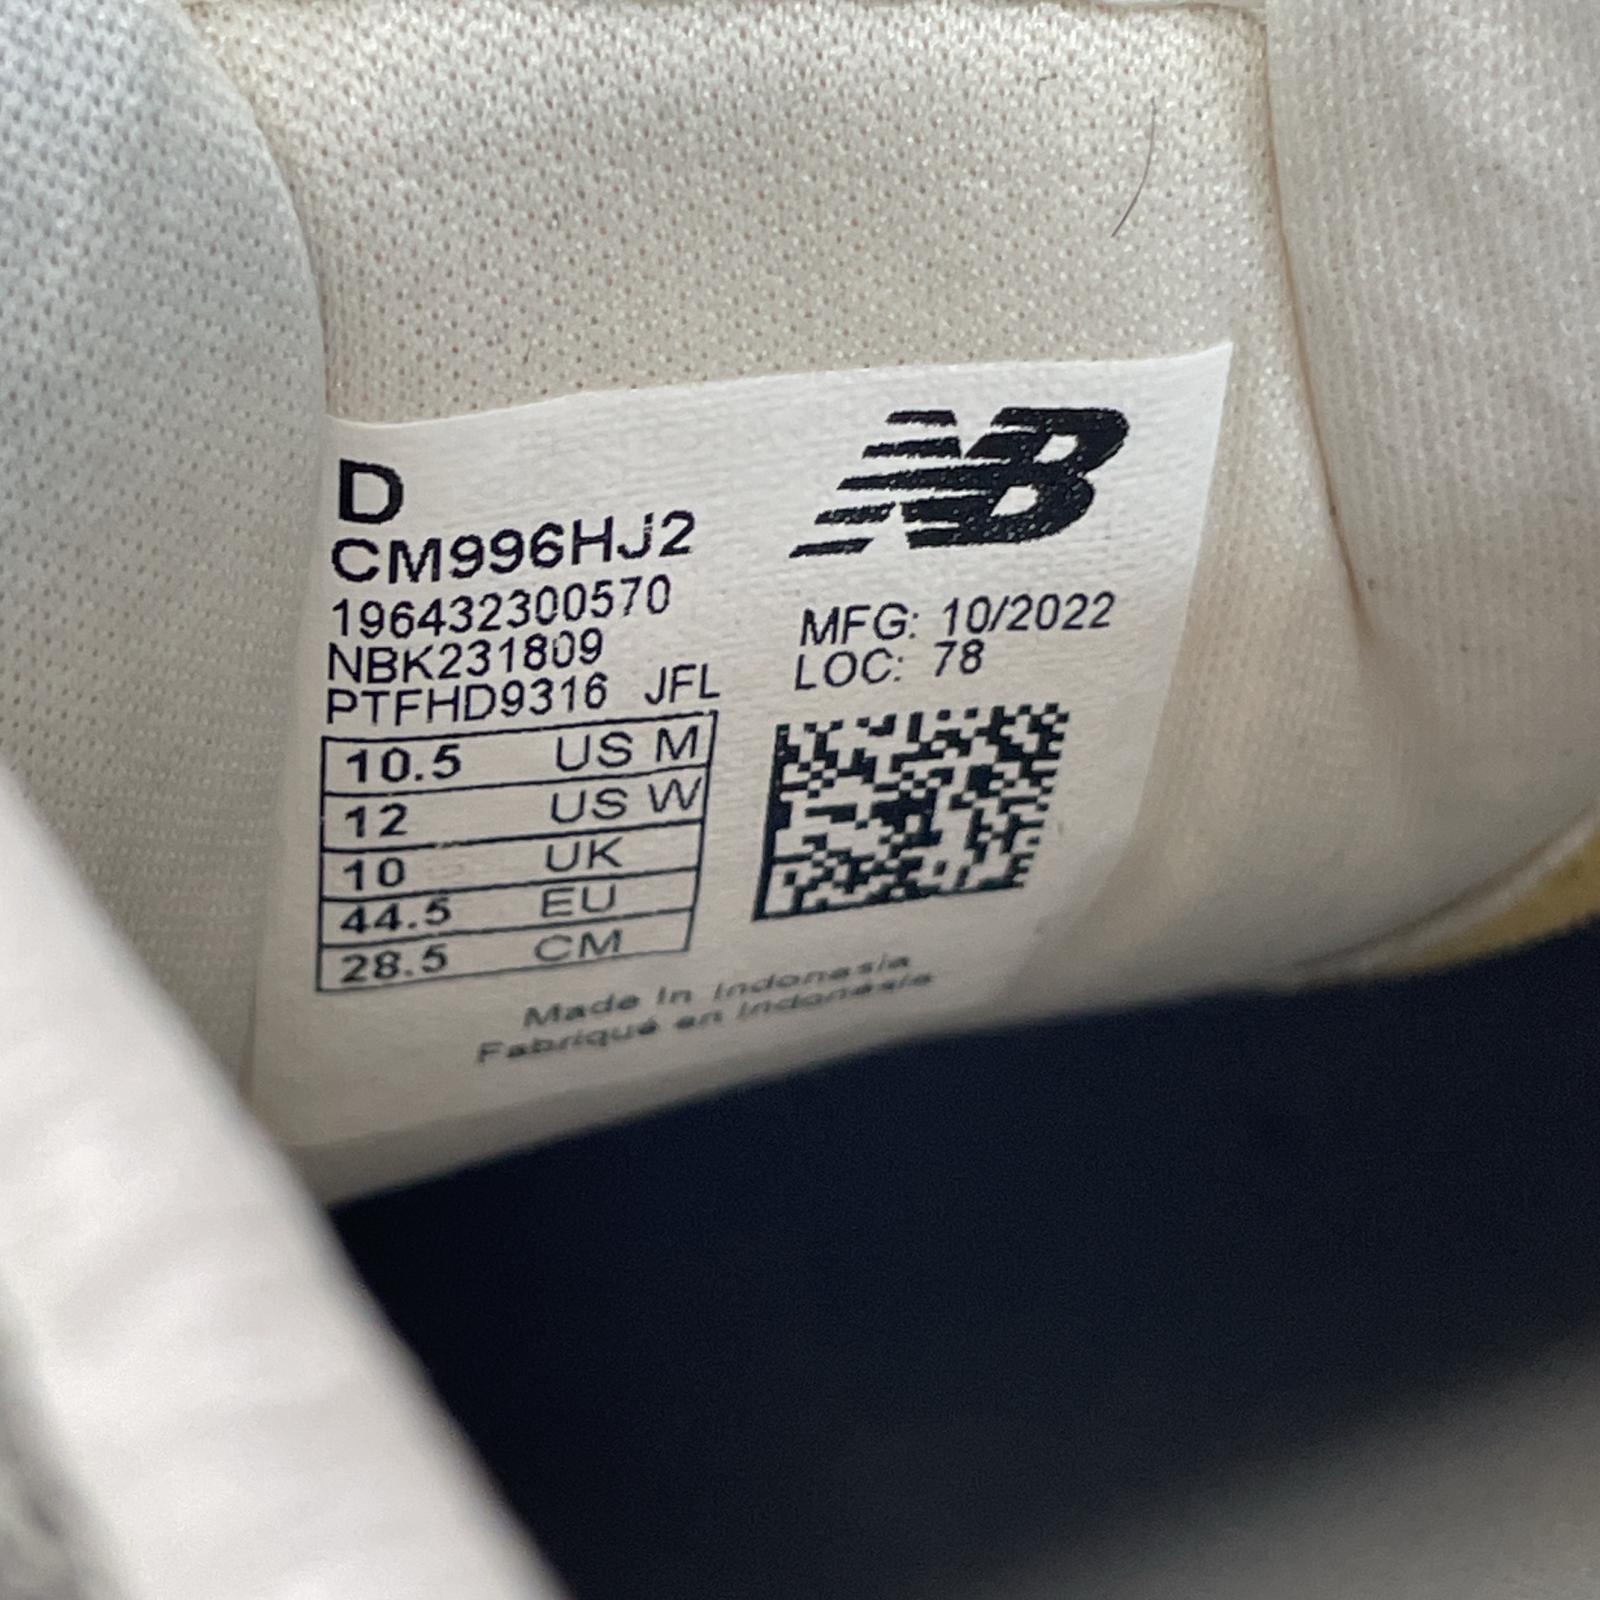 D
CM996HJ2
196432300570
NBK231809
PTFHD9316 JFL
10.5 US M
12 US W
10 UK
44.5 EU
28.5 CM
NB
MFG: 10/2022
LOC: 78
Made In Indonesia
Fabriqué en Indonésie